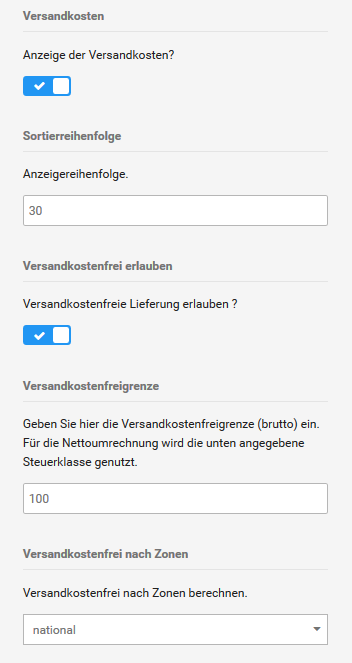 Versandkosten
Anzeige der Versandkosten?
Sortierreihenfolge
Anzeigereihenfolge.
30
Versandkostenfrei erlauben
Versandkostenfreie Lieferung erlauben ?
Versandkostenfreigrenze
Geben Sie hier die Versandkostenfreigrenze (brutto) ein.
Für die Nettoumrechnung wird die unten angegebene
Steuerklasse genutzt.
100
Versandkostenfrei nach Zonen
Versandkostenfrei nach Zonen berechnen.
national